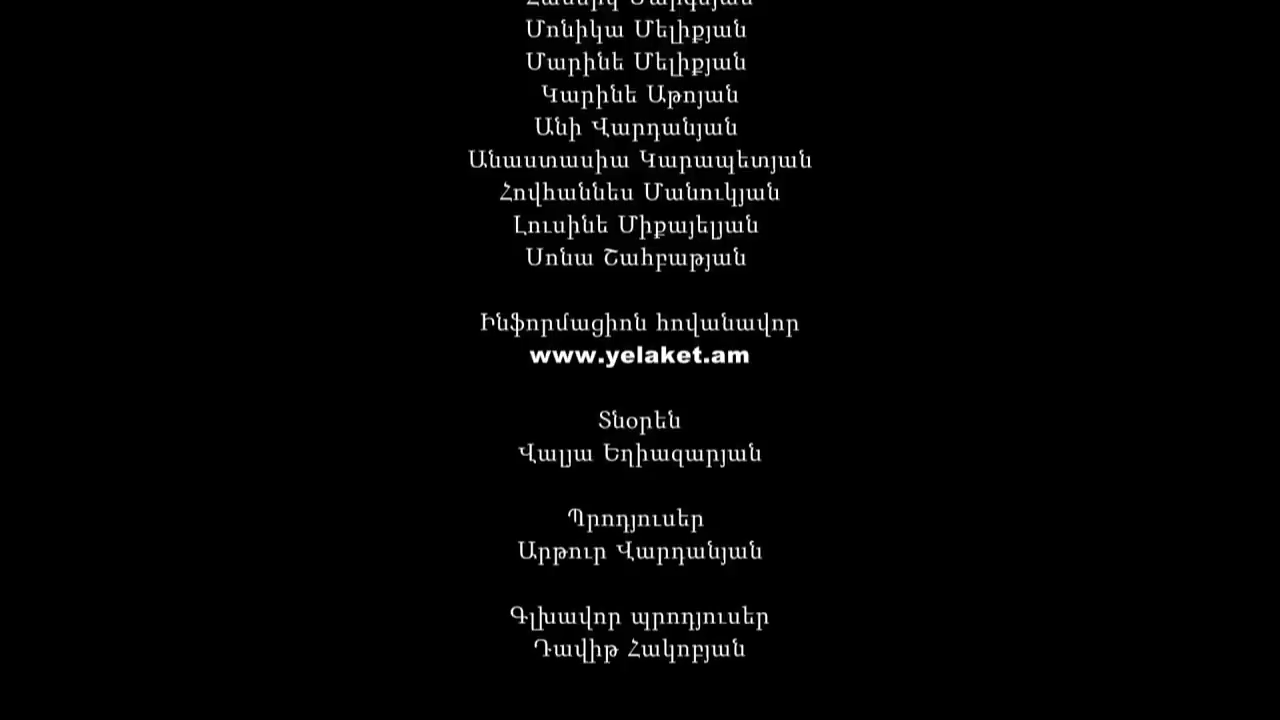 Մոնիկա Մելիքյան
Մարինե Մելիքյան
Կարինե Աթոյան
Անի Վարդանյան
Անաստասիա Կարապետյան
Հովհաննես Մանուկյան
Լուսինե Միքայելյան
Սոնա Շահբաթյան
Ինֆորմացիոն հովանավոր
www.yelaket.am
Տնօրեն
Վալյա Եղիազարյան
Պրոդյուսեր
Արթուր Վարդանյան
Գլխավոր պրոդյուսեր
Դավիթ Հակոբյան